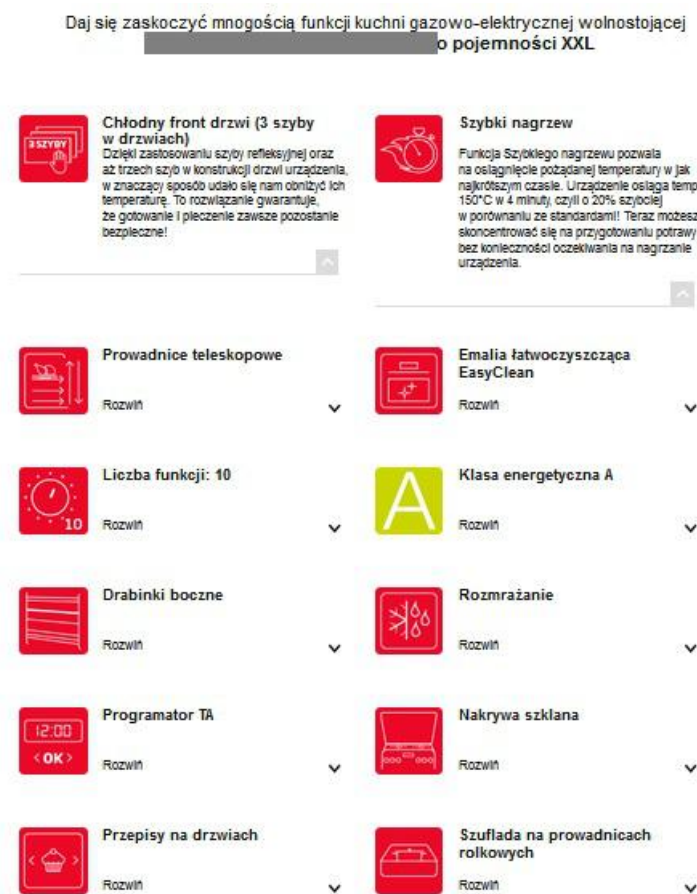 Daj się zaskoczyć mnogością funkcji kuchni gazowo-elektrycznej wolnostojącej
o pojemności XXL
3 SZYBY
Chłodny front drzwi (3 szyby
w drzwiach)
Dzięki zastosowaniu szyby refleksyjnej oraz
aż trzech szyb w konstrukcji drzwi urządzenia,
w znaczący sposób udało się nam obniżyć ich
temperaturę. To rozwiązanie gwarantuje,
że gotowanie i pieczenie zawsze pozostanie
bezpieczne!
Szybki nagrzew
Funkcja Szybkiego nagrzewu pozwala
na osiągnięcie pożądanej temperatury w jak
najkrótszym czasie. Urządzenie osiąga temp
150°C w 4 minuty, czyli o 20% szybciej
w porównaniu ze standardami! Teraz możesz
skoncentrować się na przygotowaniu potrawy
bez konieczności oczekiwania na nagrzanie
urządzenia.
Prowadnice teleskopowe
Rozwiń
Emalia łatwoczyszcząca
EasyClean
Rozwiń
10
Liczba funkcji: 10
Rozwiń
A
Klasa energetyczna A
Rozwiń
Drabinki boczne
Rozwiń
Rozmrażanie
Rozwiń
12:00
<OK>
Programator TA
Rozwiń
Nakrywa szklana
Rozwiń
Przepisy na drzwiach
Rozwiń
Szuflada na prowadnicach
rolkowych
Rozwiń